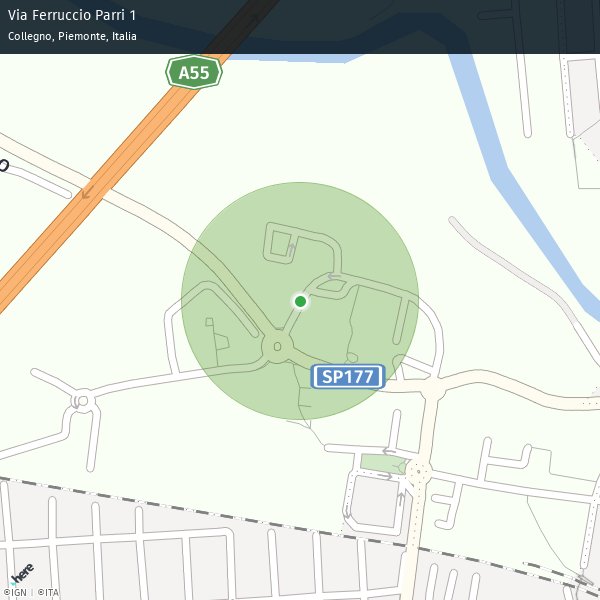 Via Ferruccio Parri 1
Collegno, Piemonte, Italia
A55
O
SP177
here
©IGN | ©ITA